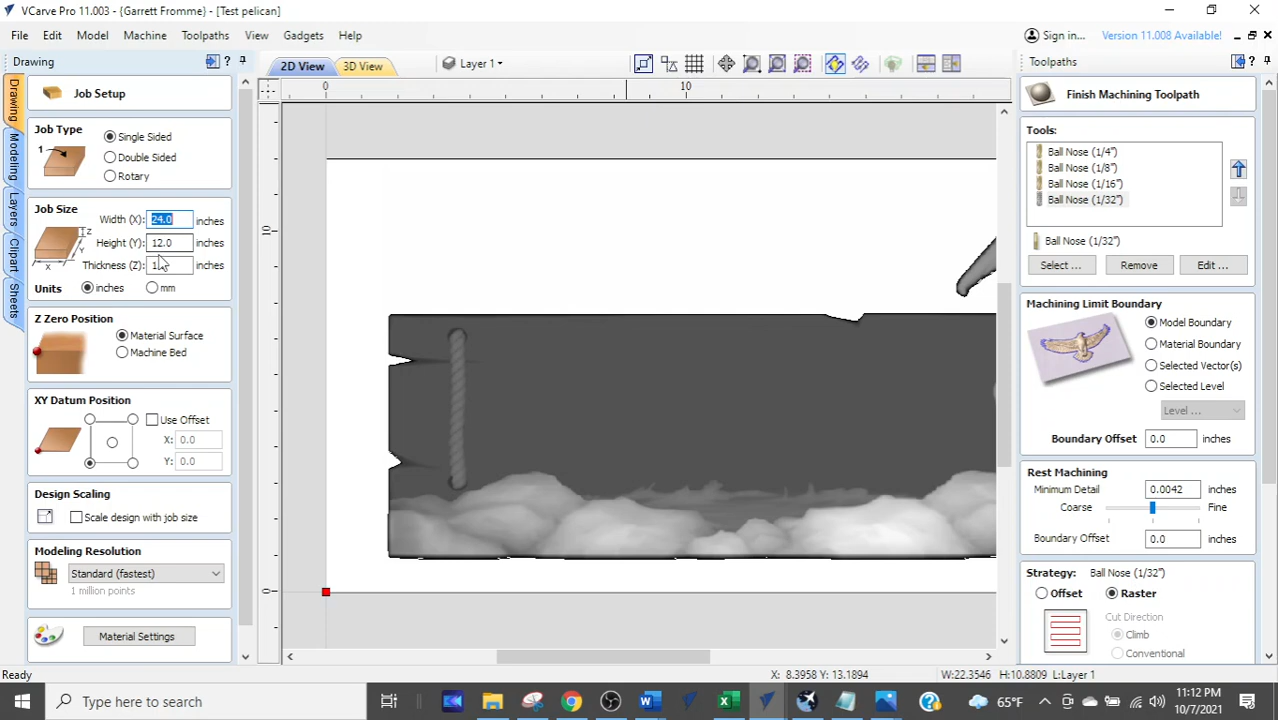 VCarve Pro 11.003 - {Garrett Fromme} - [Test pelican]
File Edit Model Machine Toolpaths View Gadgets Help
Sign in... Version 11.008 Available!
Drawing
2D View 3D View Layer 1
Toolpaths
Drawing
Modeling
Layers
Clipart
Sheets
Job Setup
Job Type
Single Sided
Double Sided
Rotary
1
Job Size
Width (X): 24.0 inches
Height (Y): 12.0 inches
Thickness (Z): inches
Units inches mm
Z Zero Position
Material Surface
Machine Bed
XY Datum Position
Use Offset
X: 0.0
Y: 0.0
Design Scaling
Scale design with job size
Modeling Resolution
Standard (fastest)
1 million points
Material Settings
0 10
10
0
Finish Machining Toolpath
Tools:
Ball Nose (1/4")
Ball Nose (1/8")
Ball Nose (1/16")
Ball Nose (1/32")
Ball Nose (1/32")
Select ... Remove Edit ...
Machining Limit Boundary
Model Boundary
Material Boundary
Selected Vector(s)
Selected Level
Level ...
Boundary Offset 0.0 inches
Rest Machining
Minimum Detail 0.0042 inches
Coarse Fine
Boundary Offset 0.0 inches
Strategy: Ball Nose (1/32")
Offset Raster
Cut Direction
Climb
Conventional
Ready X: 8.3958 Y: 13.1894 W:22.3546 H:10.8809 L:Layer 1
Type here to search
65°F
11:12 PM
10/7/2021